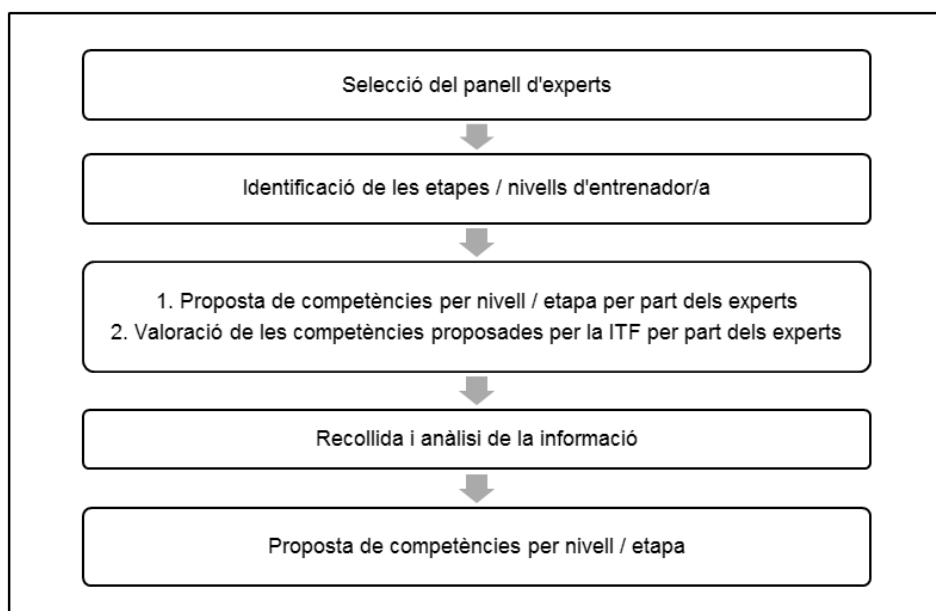 Selecció del panell d'experts
Identificació de les etapes / nivells d'entrenador/a
1. Proposta de competències per nivell / etapa per part dels experts
2. Valoració de les competències proposades per la ITF per part dels experts
Recollida i anàlisi de la informació
Proposta de competències per nivell / etapa